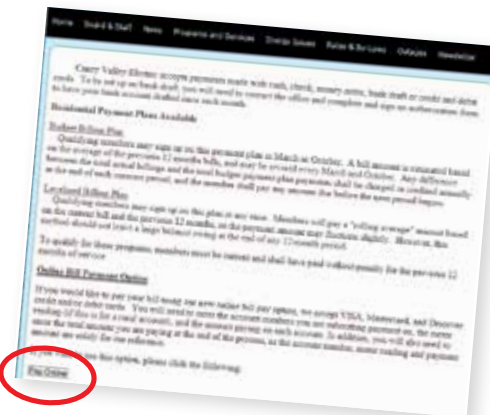 Home Board & Staff News Programs and Services Energy Issues Rates & By-Laws Outages Newsletter
Caney Valley Electric accepts payments made with cash, check, money order, bank draft or credit and debit
cards. To be set up on bank draft, you will need to contact the office and complete and sign an authorization form
to have your bank account drafted once each month.
Residential Payment Plans Available
Budget Billing Plan
Qualifying members may sign up on this payment plan in March or October. A bill amount is estimated based
on the average of the previous 12 months bills, and may be revised every March and October. Any difference
between the total actual billings and the total budget payment plan payments shall be charged or credited annually
at the end of each contract period, and the member shall pay any amount due before the next period begins.
Levelized Billing Plan
Qualifying members may sign up on this plan at any time. Members will pay a "rolling average" amount based
on the current bill and the previous 12 months, so the payment amount may fluctuate slightly. However, this
method should not leave a large balance owing at the end of any 12 month period.
To qualify for these programs, members must be current and shall have paid without penalty for the previous 12
months of service.
Online Bill Payment Option
If you would like to pay your bill using our new online bill pay option, we accept VISA, Mastercard, and Discover
credit and/or debit cards. You will need to enter the account numbers you are submitting payment on, the meter
reading (if this is for a rural account), and the amount paying on each account. In addition, you will also need to
enter the total amount you are paying at the end of the process, as the account number, meter reading and payment
amount are solely for our reference.
If you would like to use this option, please click the following:
Pay Online